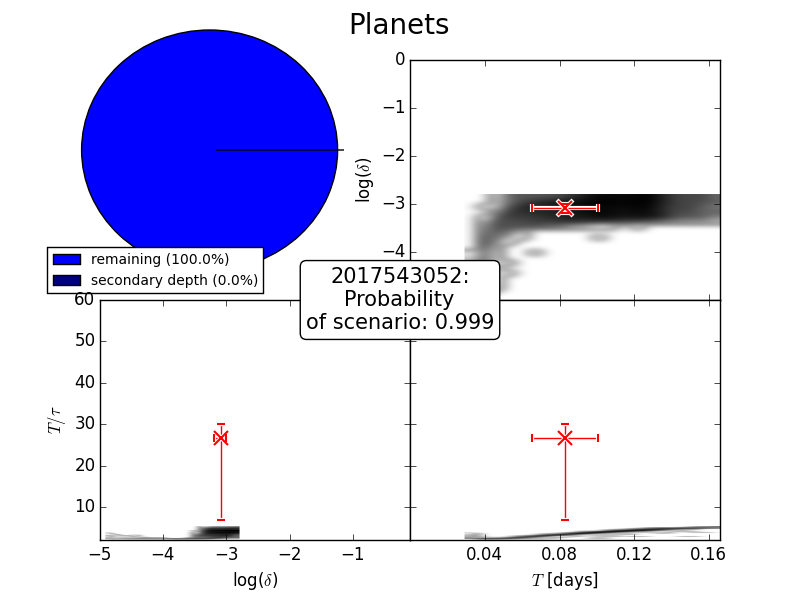 Planets
remaining (100.0%)
secondary depth (0.0%)
0
−1
−2
−3
−4
log(δ)
2017543052:
Probability
of scenario: 0.999
60
50
40
30
20
10
T/τ
−5 −4 −3 −2 −1
log(δ)
0.04 0.08 0.12 0.16
T [days]